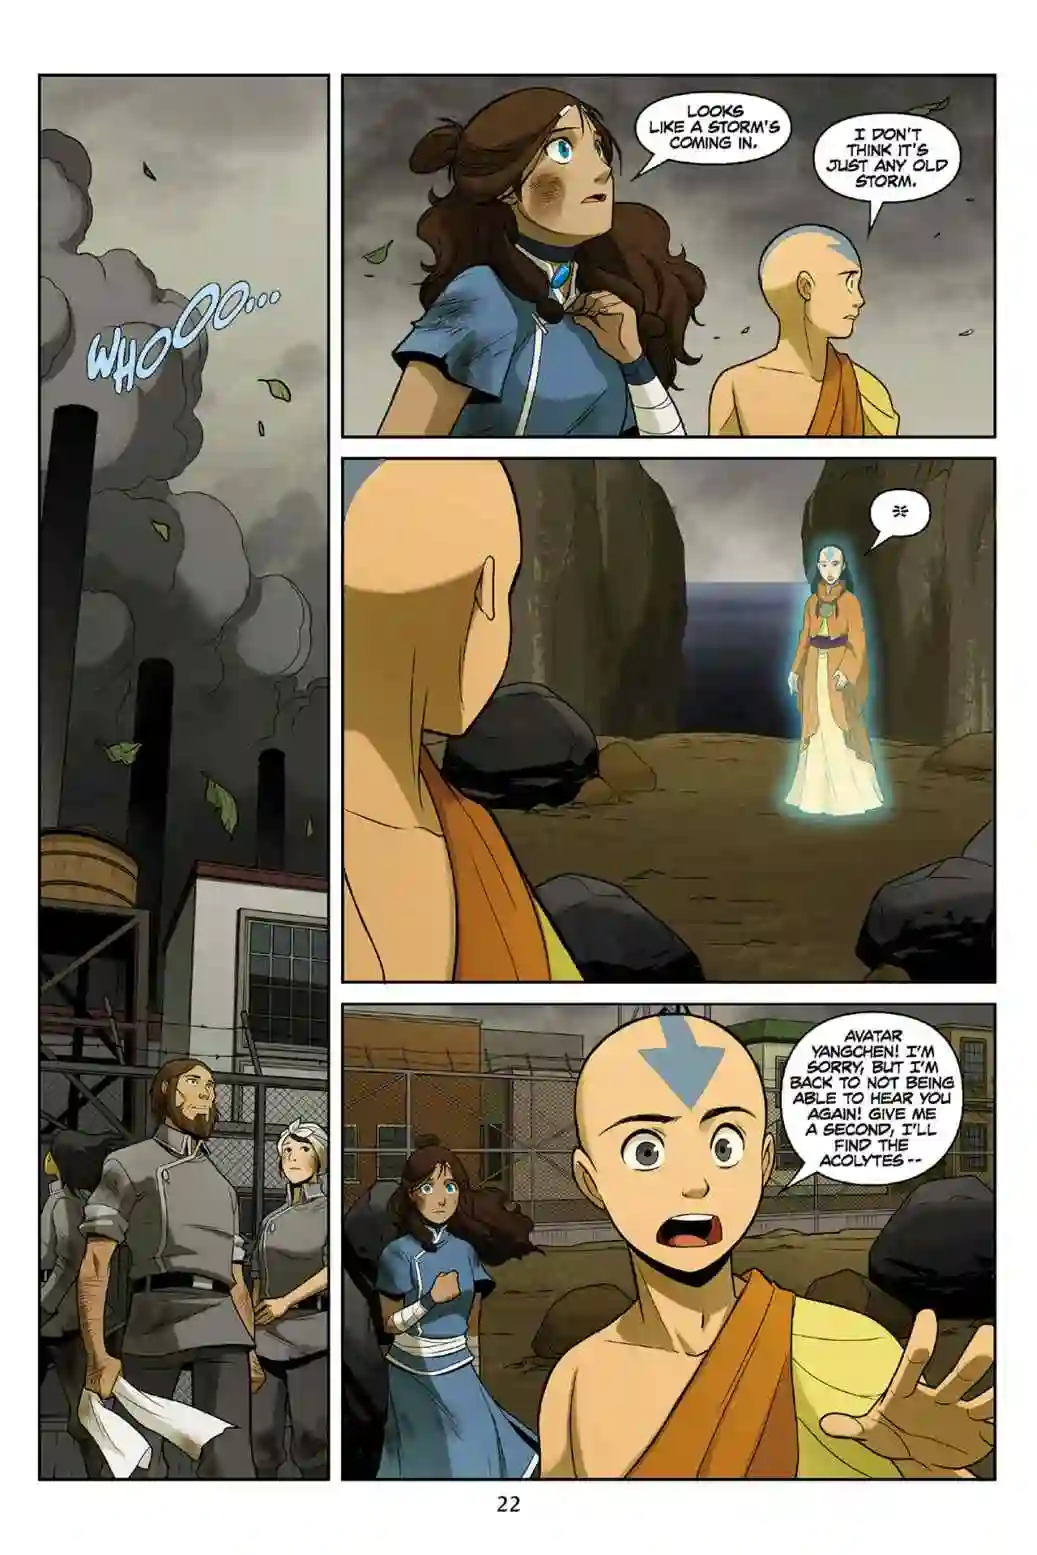 WHOOOO...
LOOKS
LIKE A STORM'S
COMING IN.
I DON'T
THINK IT'S
JUST ANY OLD
STORM.
AVATAR
YANGCHEN! I'M
SORRY, BUT I'M
BACK TO NOT BEING
ABLE TO HEAR YOU
AGAIN! GIVE ME
A SECOND, I'LL
FIND THE
ACOLYTES--
22